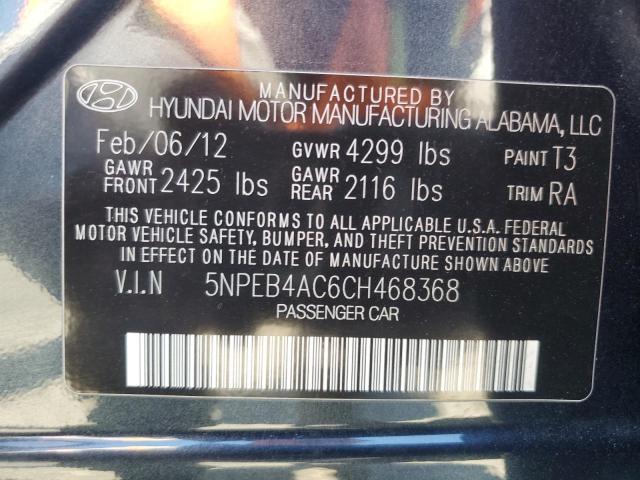 MANUFACTURED BY
HYUNDAI MOTOR MANUFACTURING ALABAMA, LLC
Feb/06/12 GVWR 4299 lbs PAINT T3
GAWR FRONT 2425 lbs GAWR REAR 2116 lbs TRIM RA
THIS VEHICLE CONFORMS TO ALL APPLICABLE U.S.A. FEDERAL
MOTOR VEHICLE SAFETY, BUMPER, AND THEFT PREVENTION STANDARDS
IN EFFECT ON THE DATE OF MANUFACTURE SHOWN ABOVE.
V.I.N 5NPEB4AC6CH468368
PASSENGER CAR